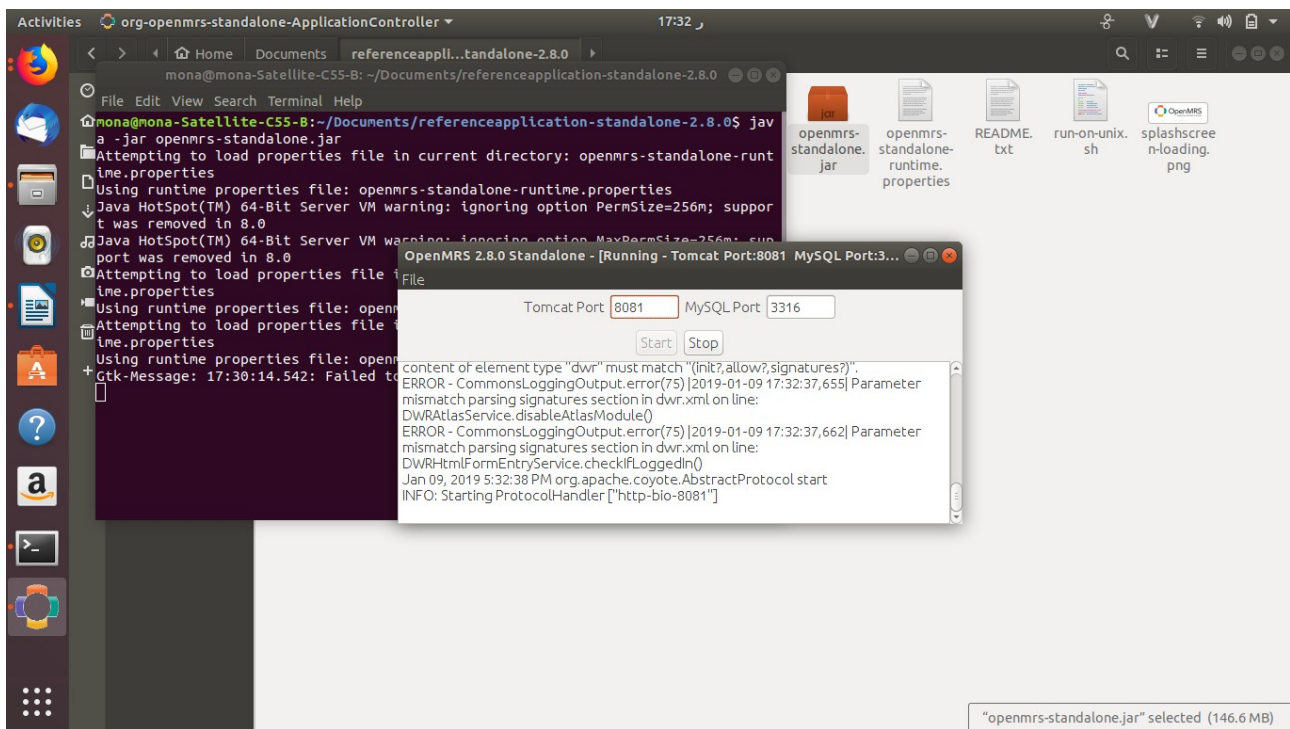 Activities org-openmrs-standalone-ApplicationController 17:32 ر
Home Documents referenceappli...tandalone-2.8.0
mona@mona-Satellite-C55-B: ~/Documents/referenceapplication-standalone-2.8.0
File Edit View Search Terminal Help
mona@mona-Satellite-C55-B:~/Documents/referenceapplication-standalone-2.8.0$ jav
a -jar openmrs-standalone.jar
Attempting to load properties file in current directory: openmrs-standalone-runt
ime.properties
Using runtime properties file: openmrs-standalone-runtime.properties
Java HotSpot(TM) 64-Bit Server VM warning: ignoring option PermSize=256m; suppor
t was removed in 8.0
Java HotSpot(TM) 64-Bit Server VM warning: ignoring option MaxPermSize=256m; sup
port was removed in 8.0
Attempting to load properties file i
ime.properties
Using runtime properties file: openm
Attempting to load properties file i
ime.properties
Using runtime properties file: openm
Gtk-Message: 17:30:14.542: Failed to
OpenMRS 2.8.0 Standalone - [Running - Tomcat Port:8081 MySQL Port:3...
File
Tomcat Port 8081 MySQL Port 3316
Start Stop
content of element type "dwr" must match "(init?,allow?,signatures?)".
ERROR - CommonsLoggingOutput.error(75) |2019-01-09 17:32:37,655| Parameter
mismatch parsing signatures section in dwr.xml on line:
DWRAtlasService.disableAtlasModule()
ERROR - CommonsLoggingOutput.error(75) |2019-01-09 17:32:37,662| Parameter
mismatch parsing signatures section in dwr.xml on line:
DWRHtmlFormEntryService.checkIfLoggedIn()
Jan 09, 2019 5:32:38 PM org.apache.coyote.AbstractProtocol start
INFO: Starting ProtocolHandler ["http-bio-8081"]
jar
openmrs-
standalone.
jar
openmrs-
standalone-
runtime.
properties
README.
txt
run-on-unix.
sh
OpenMRS
splashscree
n-loading.
png
"openmrs-standalone.jar" selected (146.6 MB)